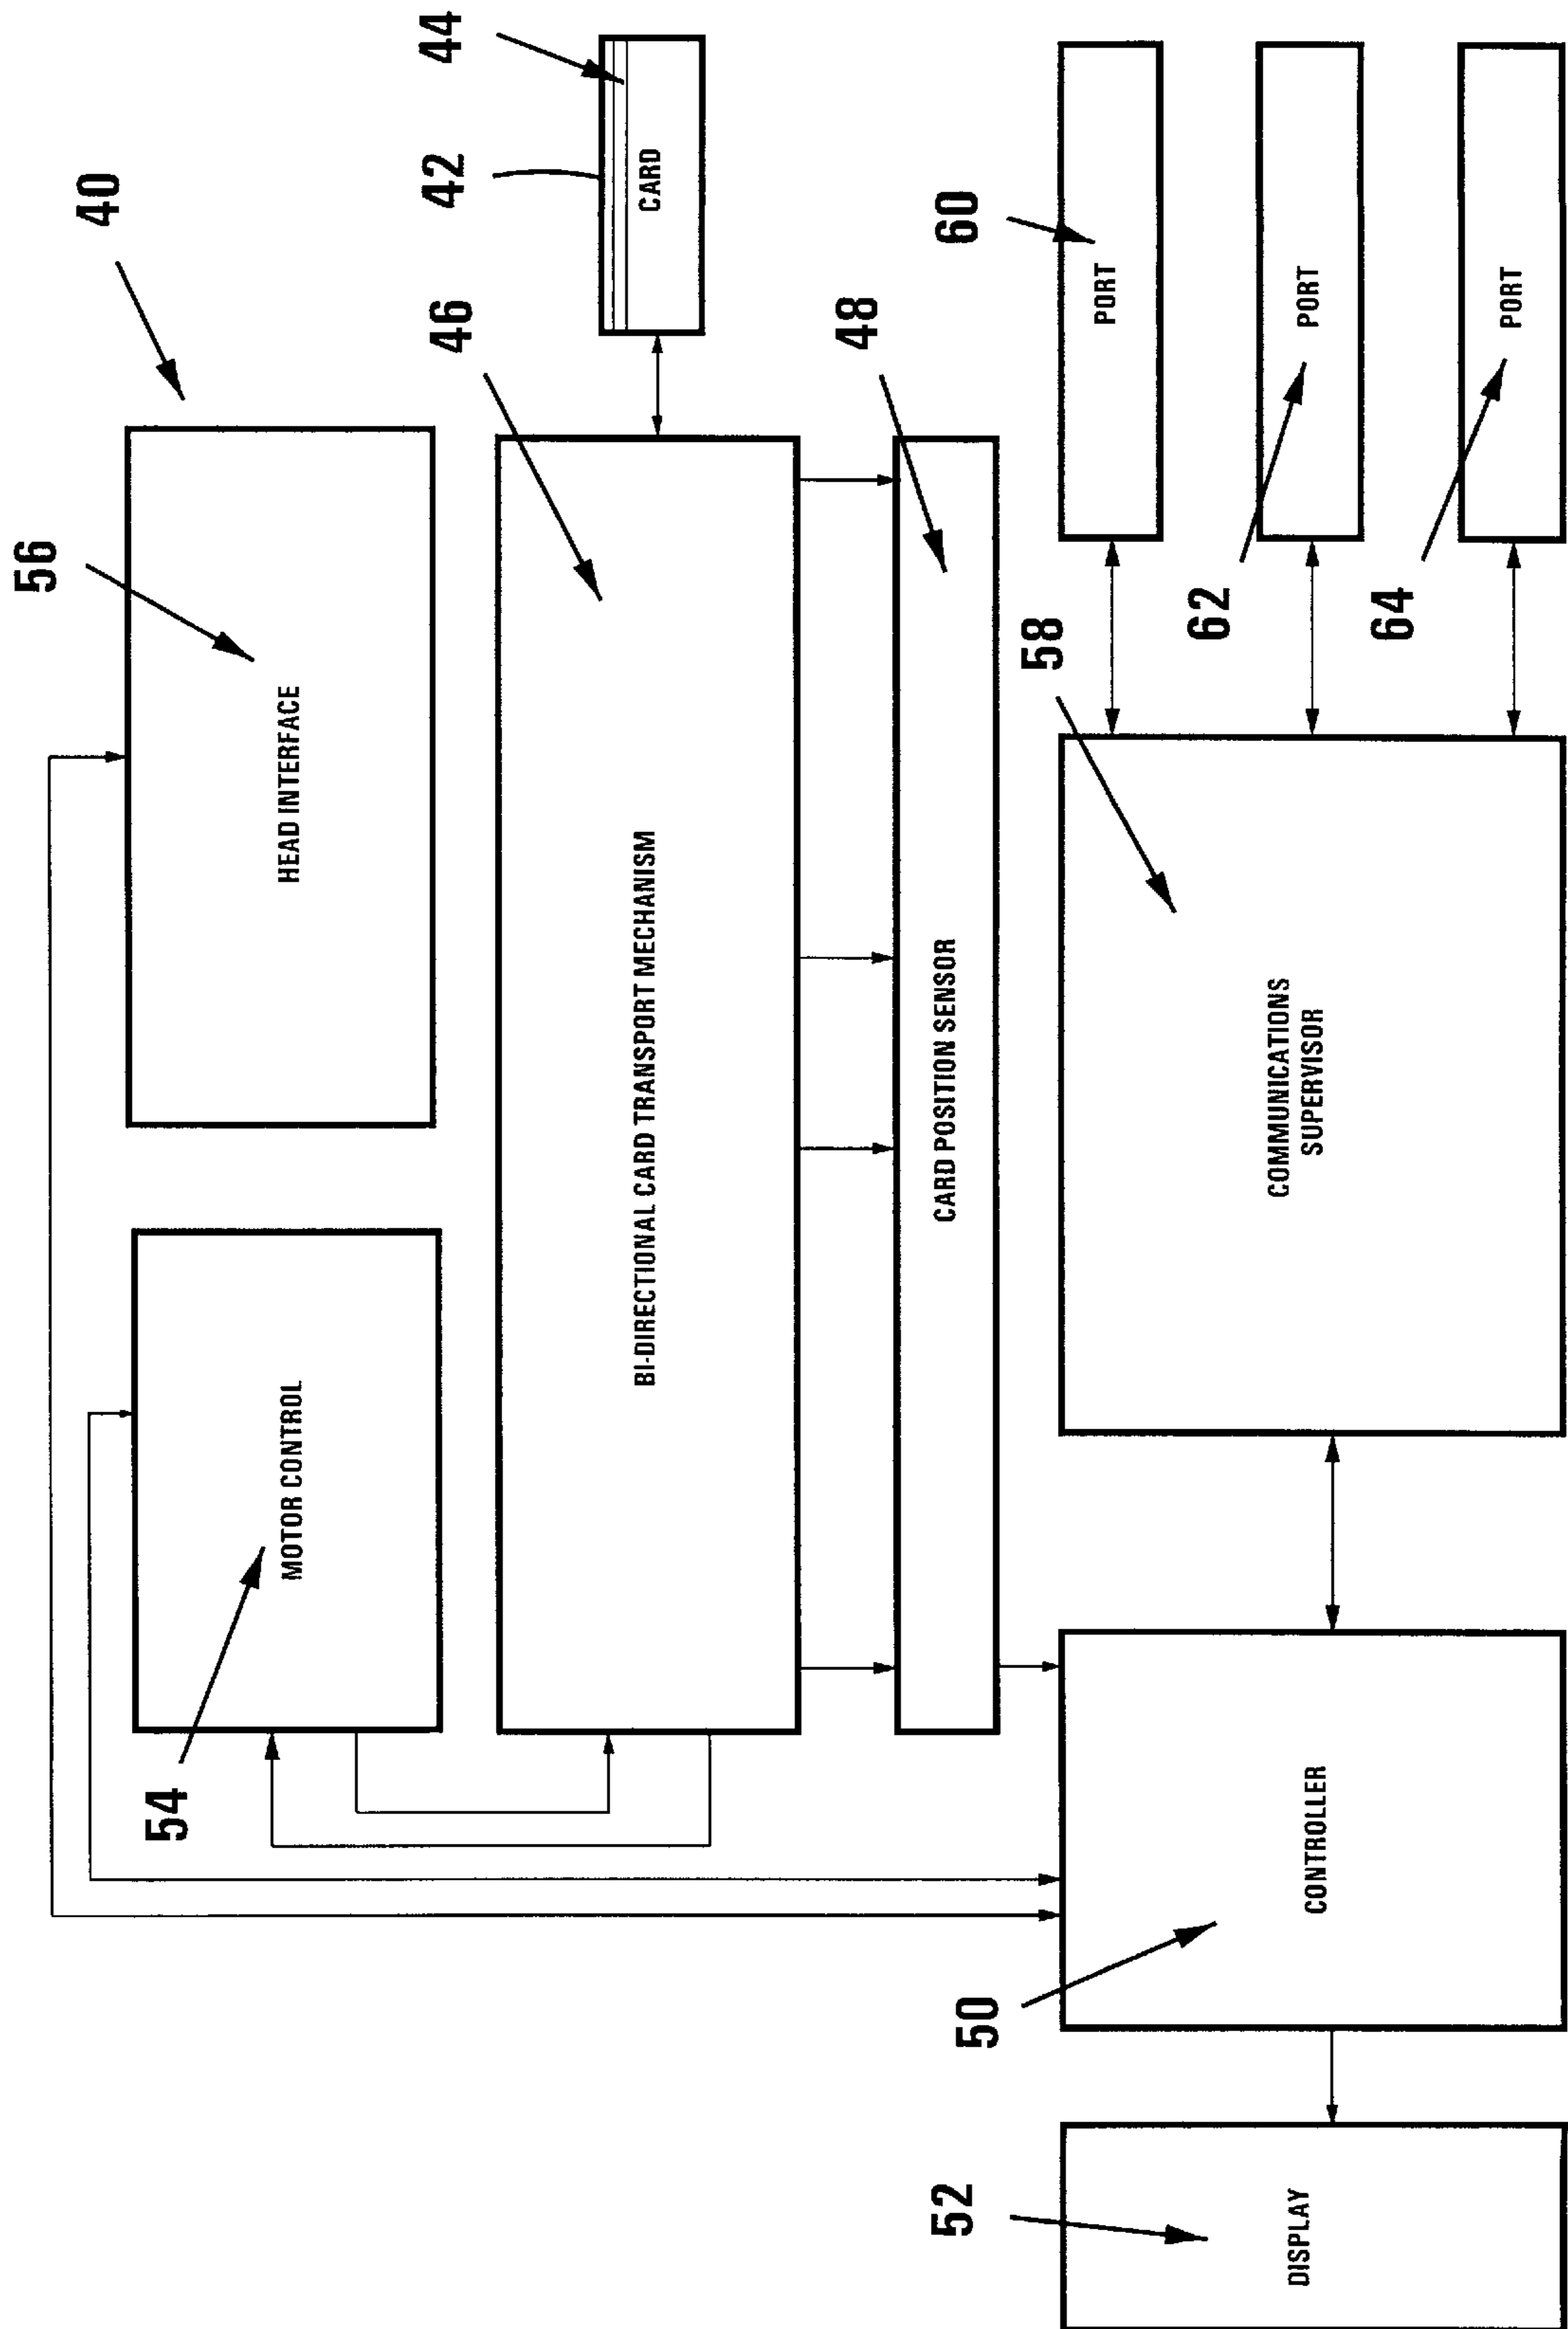 40
56
HEAD INTERFACE
54
MOTOR CONTROL
46
BI-DIRECTIONAL CARD TRANSPORT MECHANISM
42
44
CARD
48
CARD POSITION SENSOR
52
DISPLAY
50
CONTROLLER
58
COMMUNICATIONS
SUPERVISOR
60
PORT
62
PORT
64
PORT